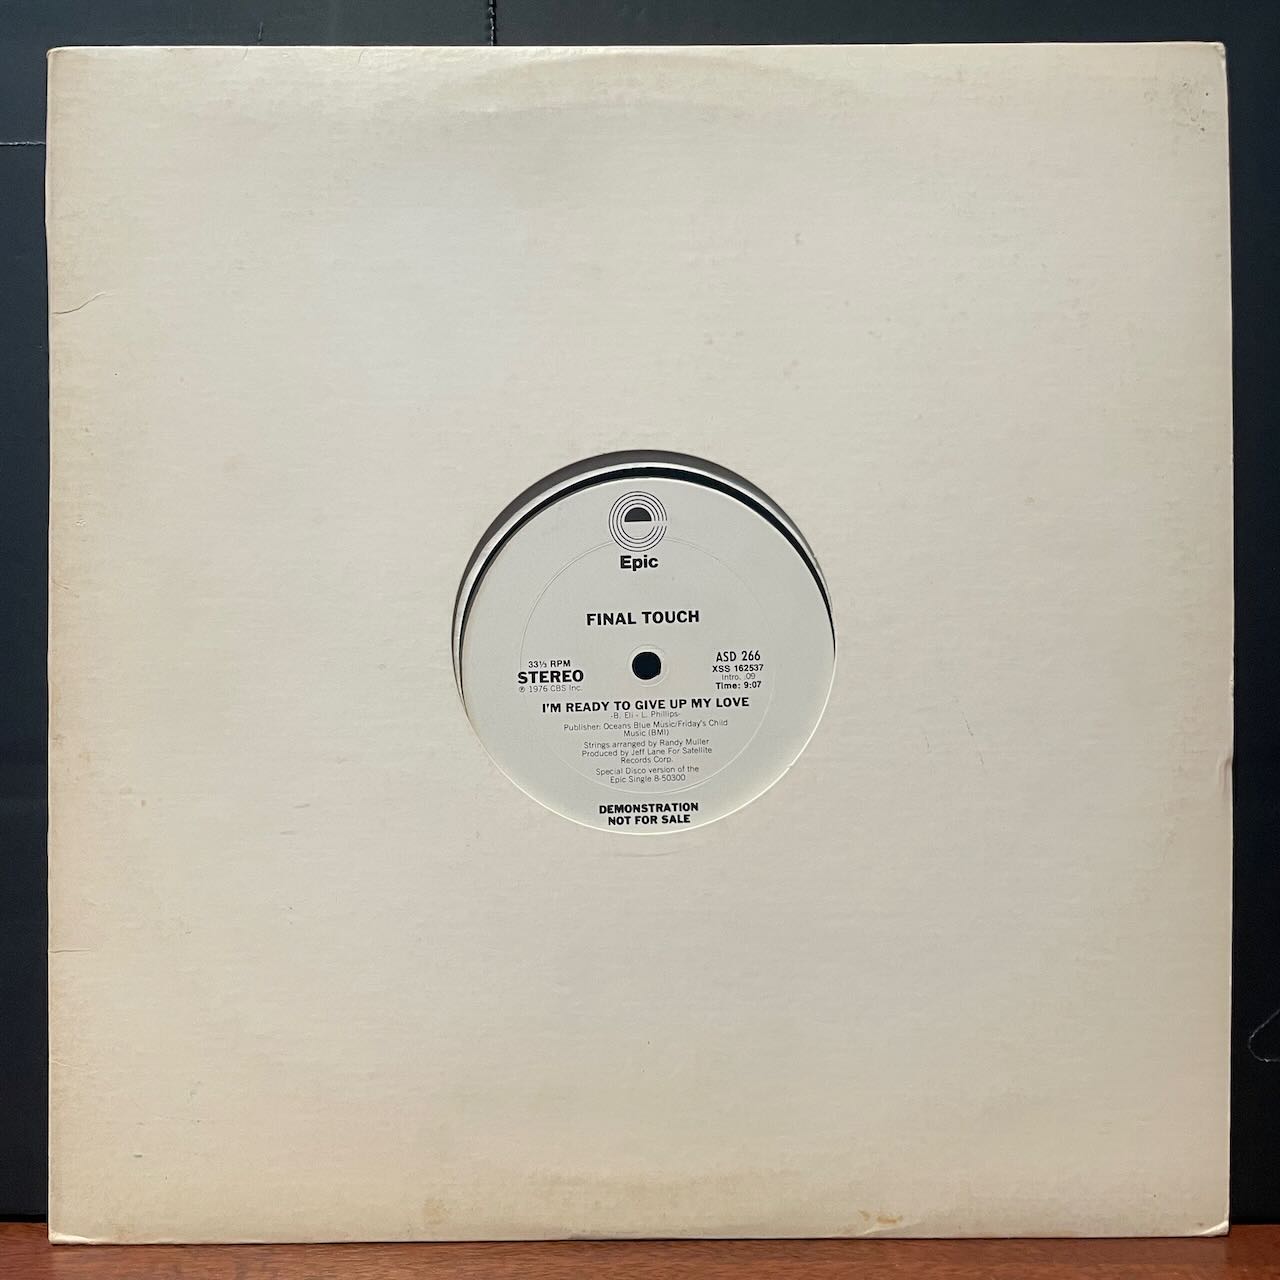 Epic
FINAL TOUCH
33⅓ RPM
STEREO
℗ 1976 CBS Inc.
ASD 266
XSS 162537
Intro. :09
Time: 9:07
I'M READY TO GIVE UP MY LOVE
-B. Eli - L. Phillips-
Publisher: Oceans Blue Music/Friday's Child
Music (BMI)
Strings arranged by Randy Muller
Produced by Jeff Lane For Satellite
Records Corp.
Special Disco version of the
Epic Single 8-50300
DEMONSTRATION
NOT FOR SALE